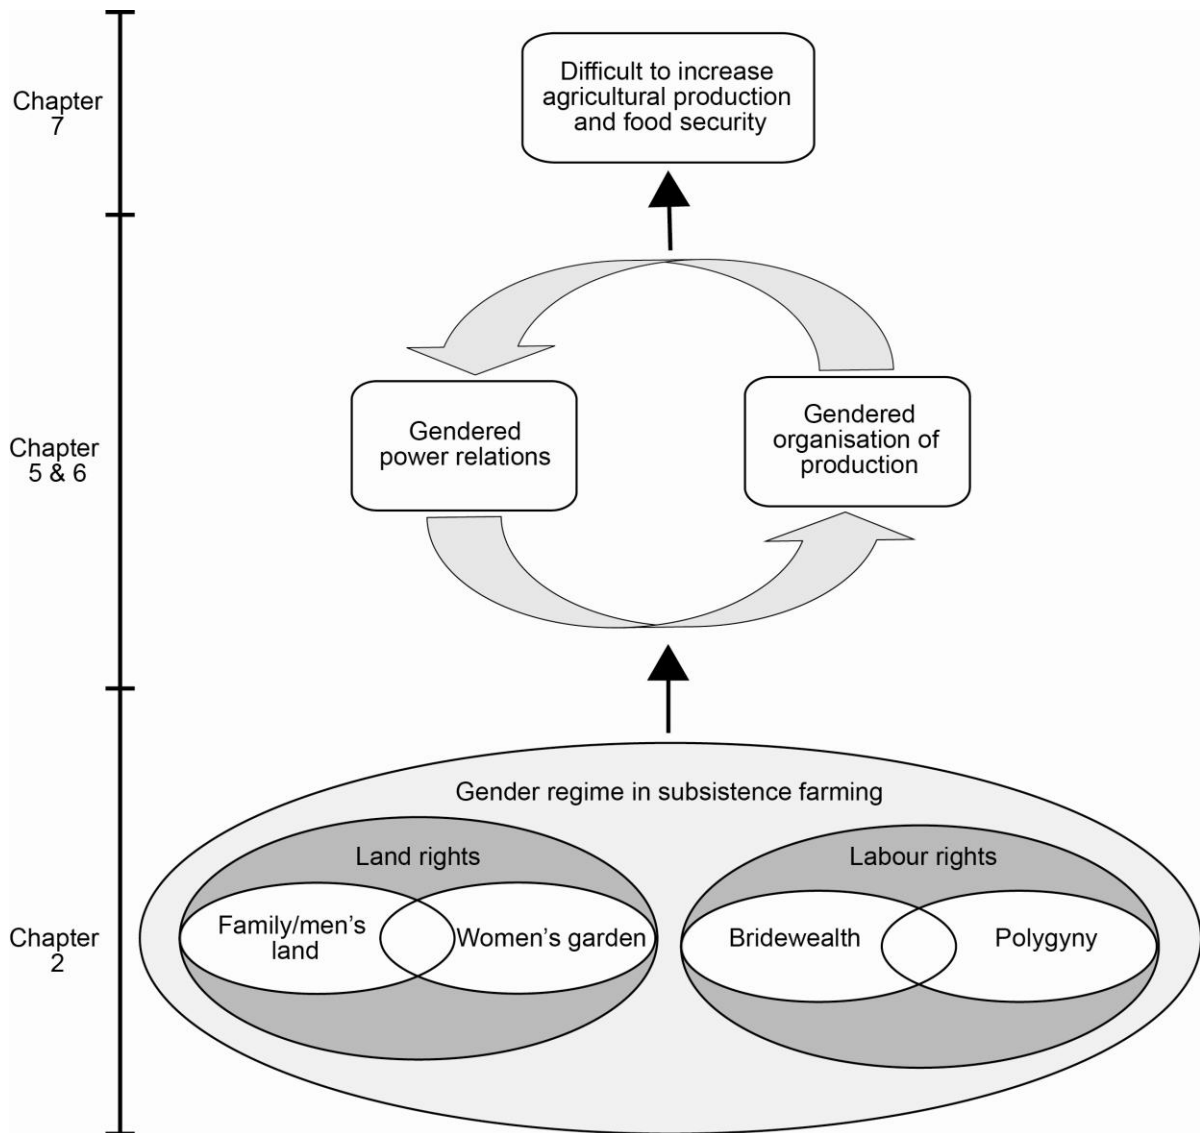 Chapter
7
Difficult to increase
agricultural production
and food security
Chapter
5 & 6
Gendered
power relations
Gendered
organisation of
production
Chapter
2
Gender regime in subsistence farming
Land rights
Family/men’s
land
Women’s garden
Labour rights
Bridewealth
Polygyny